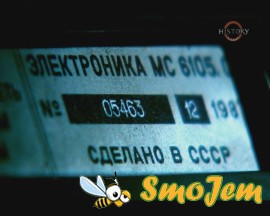 HISTORY
ЭЛЕКТРОНИКА МС 6105.
№ 05463 12 198
СДЕЛАНО В СССР
SmoJem